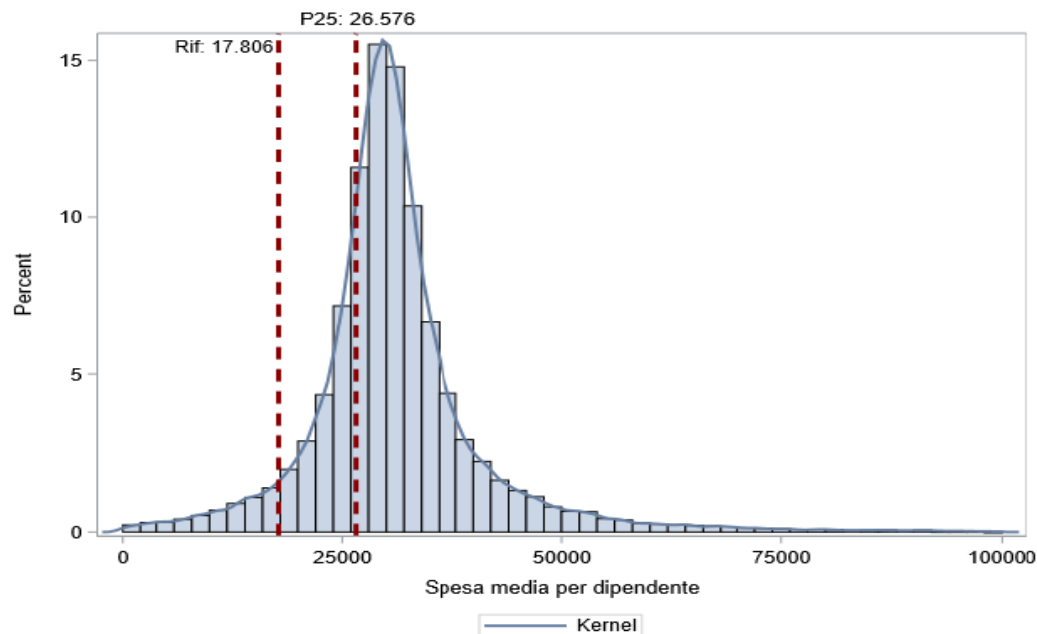 P25: 26.576
Rif: 17.806
15
10
5
0
Percent
0 25000 50000 75000 100000
Spesa media per dipendente
Kernel